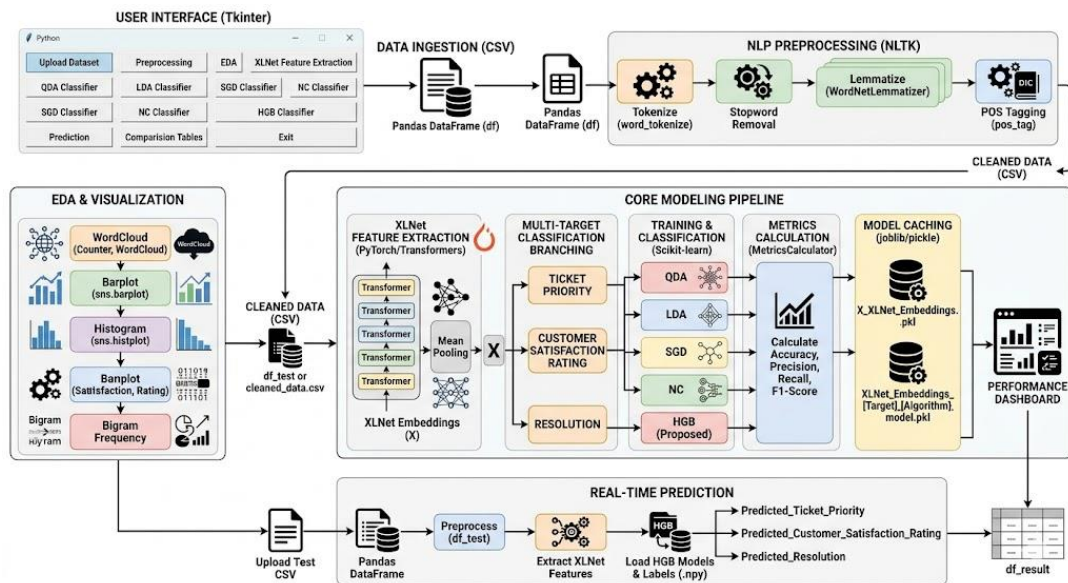 USER INTERFACE (Tkinter)
Python
Upload Dataset
Preprocessing
EDA
XLNet Feature Extraction
QDA Classifier
LDA Classifier
SGD Classifier
NC Classifier
SGD Classifier
NC Classifier
HGB Classifier
Prediction
Comparision Tables
Exit
DATA INGESTION (CSV)
Pandas DataFrame (df)
Pandas
DataFrame (df)
NLP PREPROCESSING (NLTK)
Tokenize
(word_tokenize)
Stopword
Removal
Lemmatize
(WordNetLemmatizer)
DIC
POS Tagging
(pos_tag)
CLEANED DATA
(CSV)
EDA & VISUALIZATION
WordCloud
(Counter, WordCloud)
WordCloud
Barplot
(sns.barplot)
Histogram
(sns.histplot)
Banplot
(Satisfaction, Rating)
Bigram
Bigram
Frequency
CLEANED DATA
(CSV)
df_test or
cleaned_data.csv
CORE MODELING PIPELINE
XLNet
FEATURE EXTRACTION
(PyTorch/Transformers)
Transformer
Transformer
Transformer
Transformer
Transformer
Mean
Pooling
XLNet Embeddings
(X)
X
MULTI-TARGET
CLASSIFICATION
BRANCHING
TICKET
PRIORITY
CUSTOMER
SATISFACTION
RATING
RESOLUTION
TRAINING &
CLASSIFICATION
(Scikit-learn)
QDA
LDA
SGD
NC
HGB
(Proposed)
METRICS
CALCULATION
(MetricsCalculator)
Calculate
Accuracy,
Precision,
Recall,
F1-Score
MODEL CACHING
(joblib/pickle)
X_XLNet_Embeddings.
pkl
XLNet_Embeddings_
[Target]_[Algorithm]_
model.pkl
PERFORMANCE
DASHBOARD
REAL-TIME PREDICTION
Upload Test
CSV
Pandas
DataFrame
Preprocess
(df_test)
Extract XLNet
Features
HGB
Load HGB Models
& Labels (.npy)
Predicted_Ticket_Priority
Predicted_Customer_Satisfaction_Rating
Predicted_Resolution
df_result